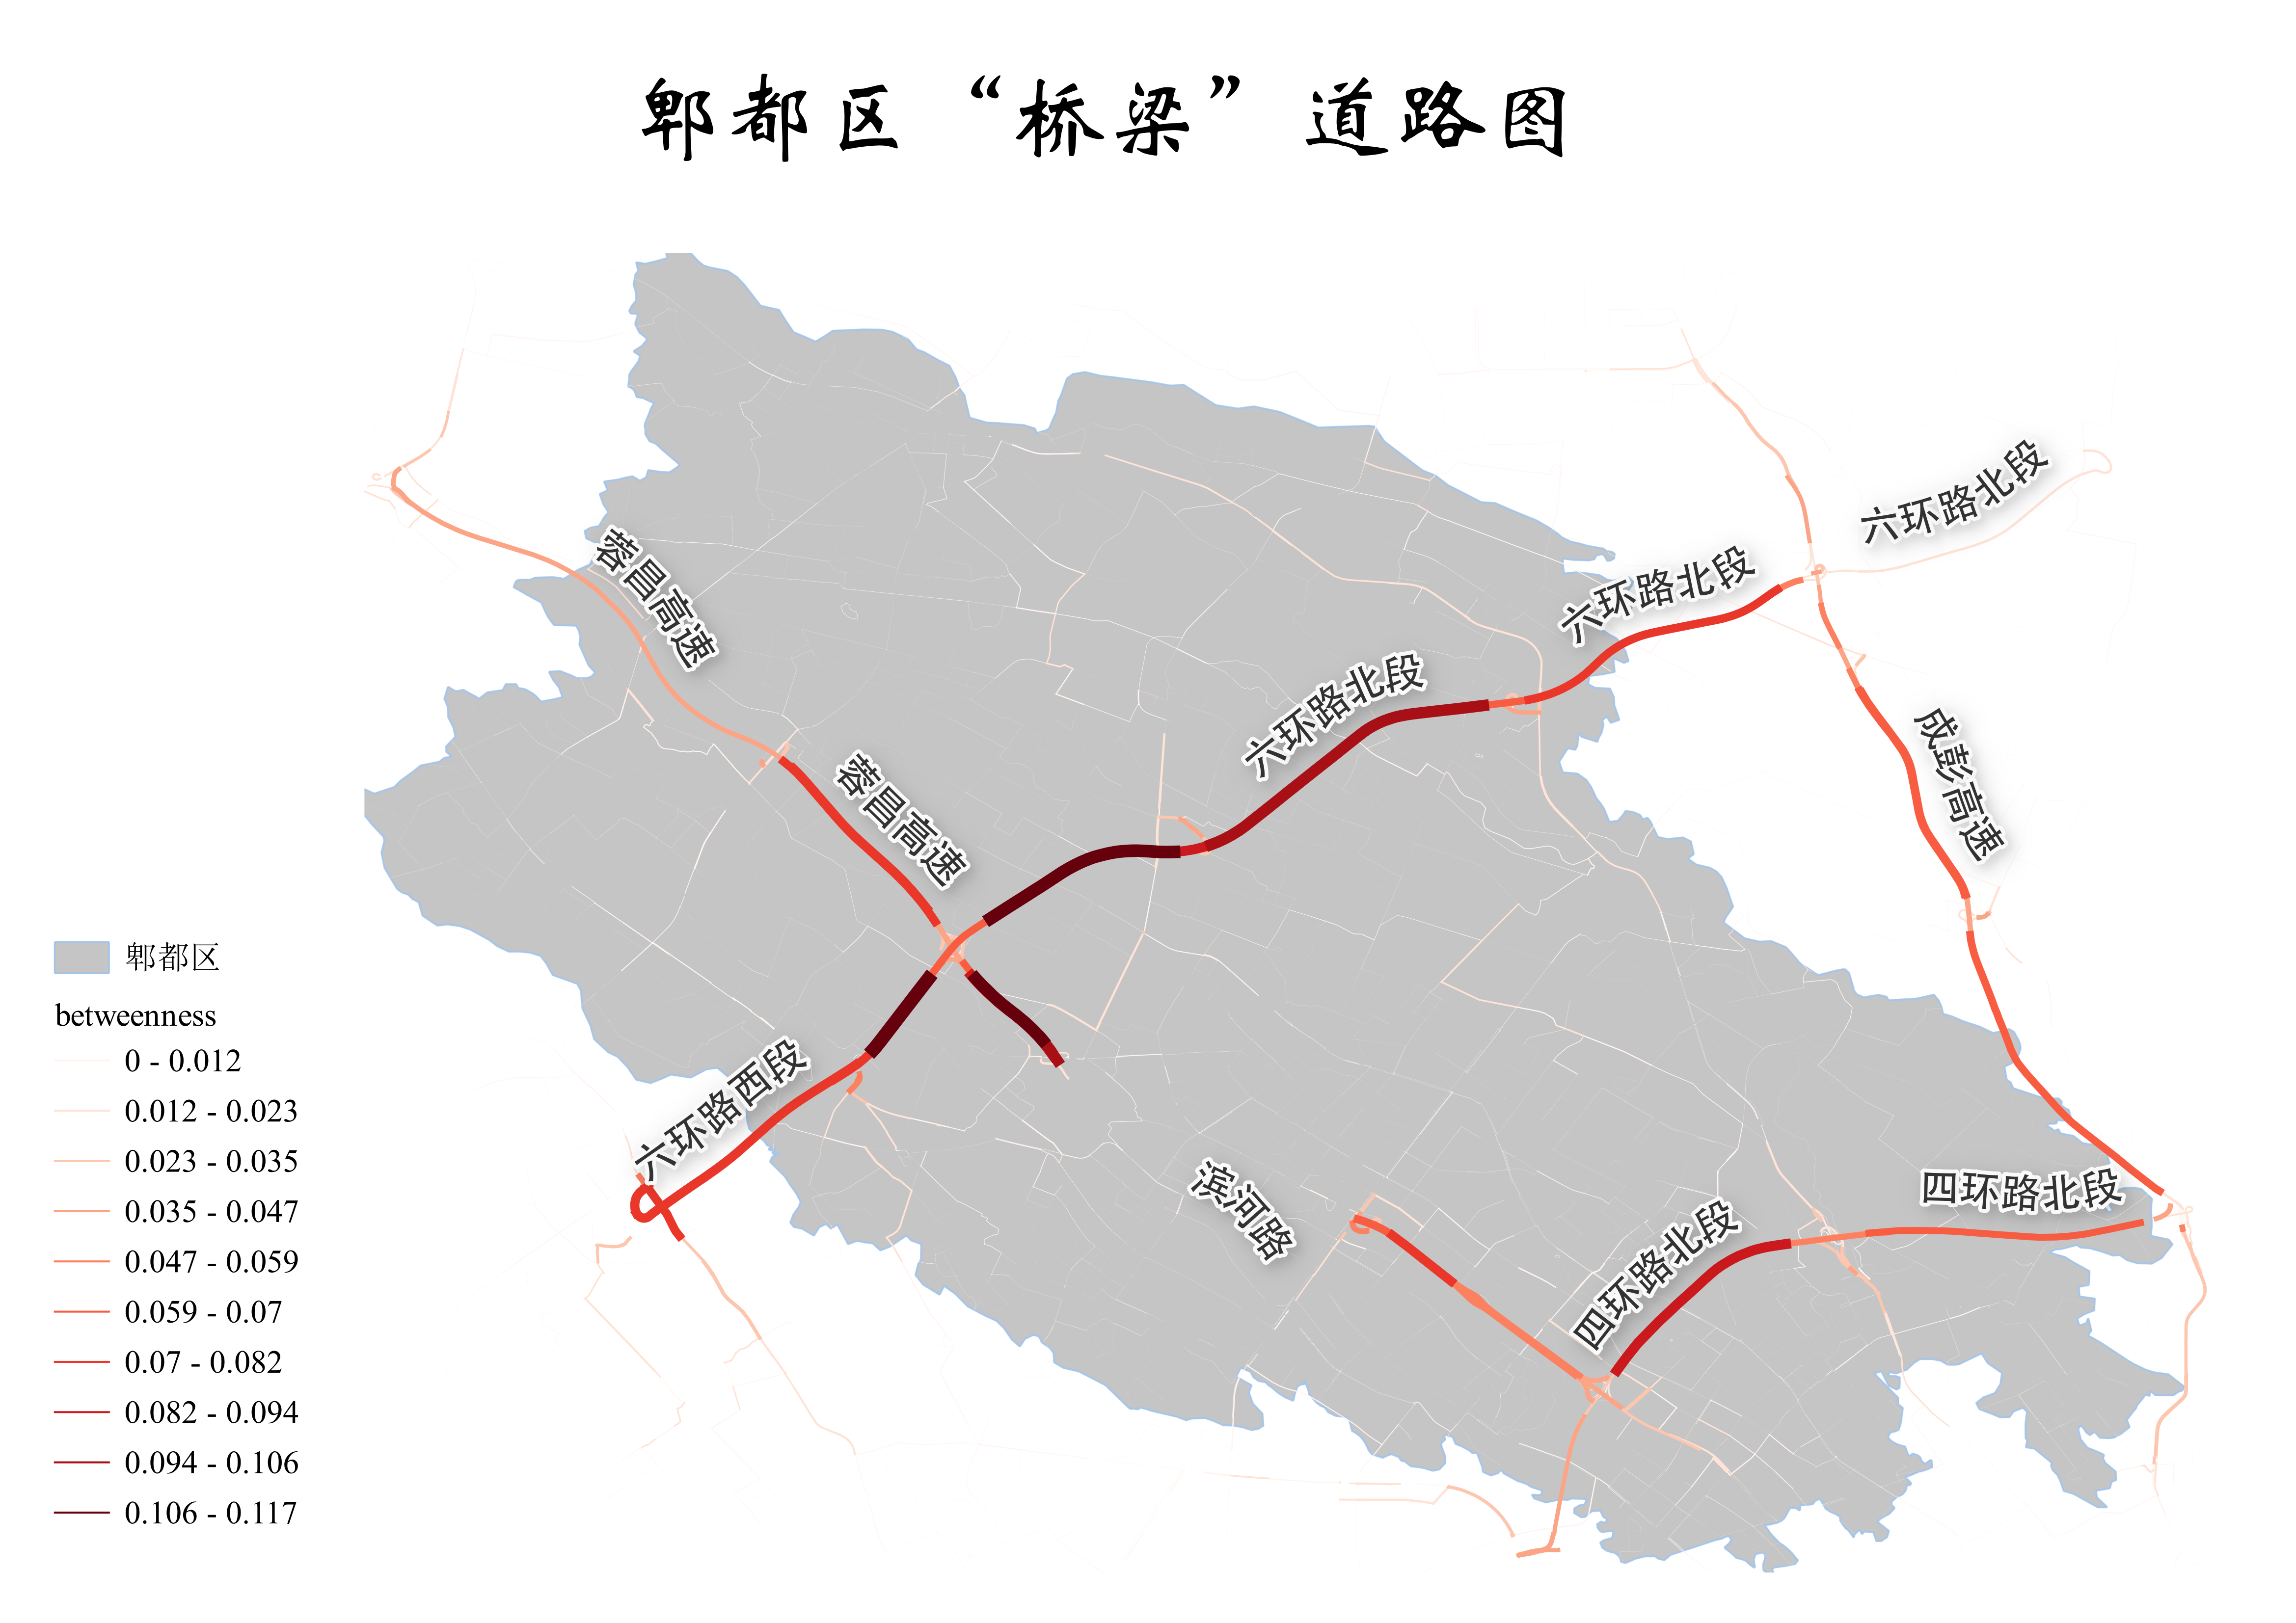 郫都区“桥梁”道路图
六环路北段
蓉昌高速
六环路北段
六环路北段
成彭高速
蓉昌高速
六环路西段
滨河路
四环路北段
四环路北段
郫都区
betweenness
0 - 0.012
0.012 - 0.023
0.023 - 0.035
0.035 - 0.047
0.047 - 0.059
0.059 - 0.07
0.07 - 0.082
0.082 - 0.094
0.094 - 0.106
0.106 - 0.117